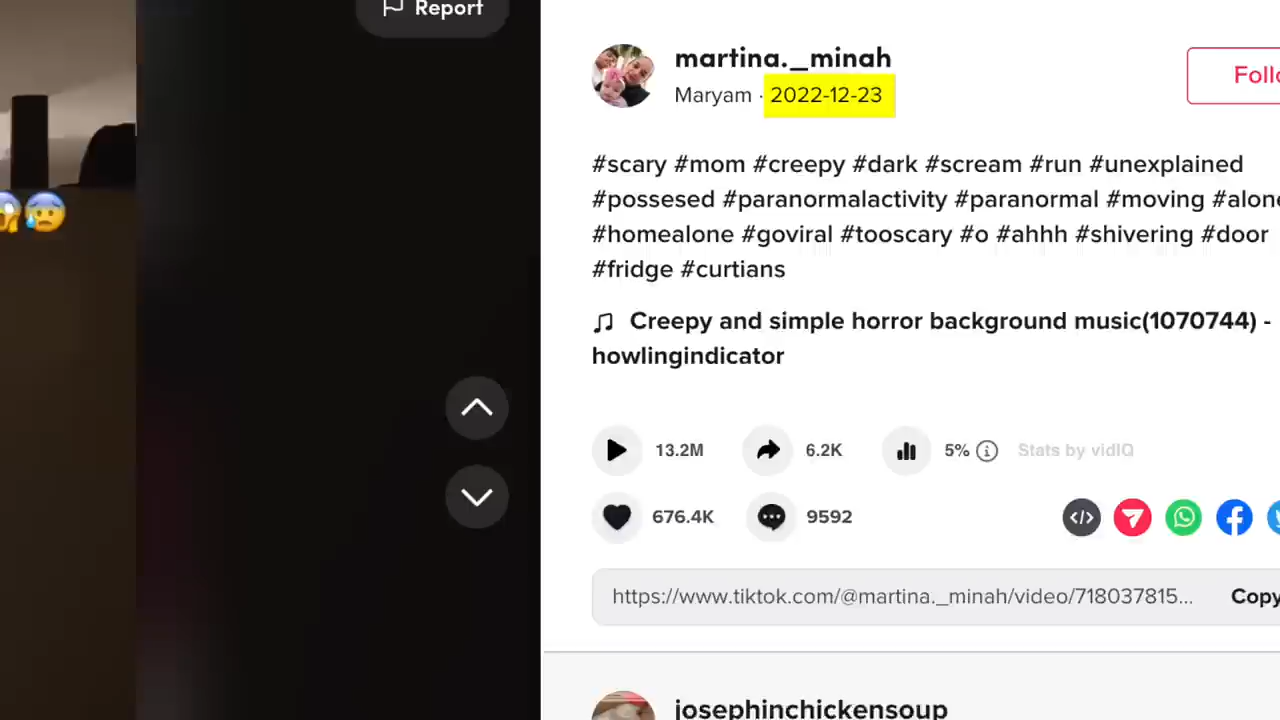 Report
martina._minah
Maryam · 2022-12-23
Follo
#scary #mom #creepy #dark #scream #run #unexplained
#possesed #paranormalactivity #paranormal #moving #alone
#homealone #goviral #tooscary #o #ahhh #shivering #door
#fridge #curtians
Creepy and simple horror background music(1070744) -
howlingindicator
13.2M 6.2K 5% Stats by vidIQ
676.4K 9592
https://www.tiktok.com/@martina._minah/video/718037815... Copy
josephinchickensoup